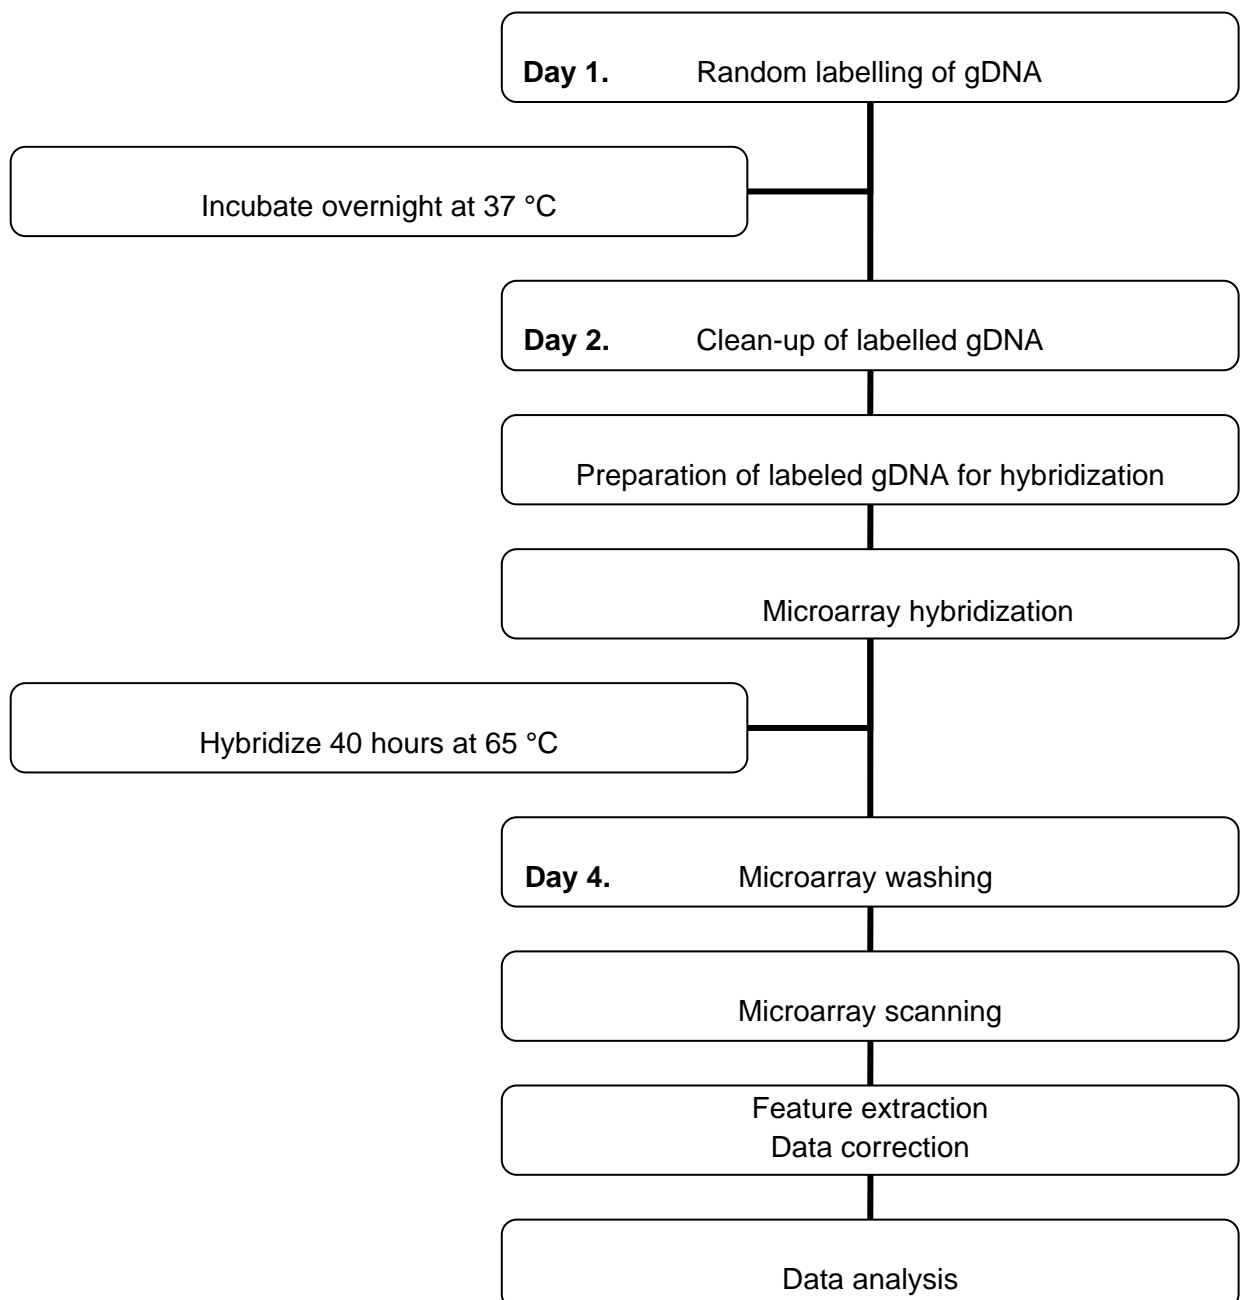 Day 1. Random labelling of gDNA
Incubate overnight at 37 °C
Day 2. Clean-up of labelled gDNA
Preparation of labeled gDNA for hybridization
Microarray hybridization
Hybridize 40 hours at 65 °C
Day 4. Microarray washing
Microarray scanning
Feature extraction
Data correction
Data analysis